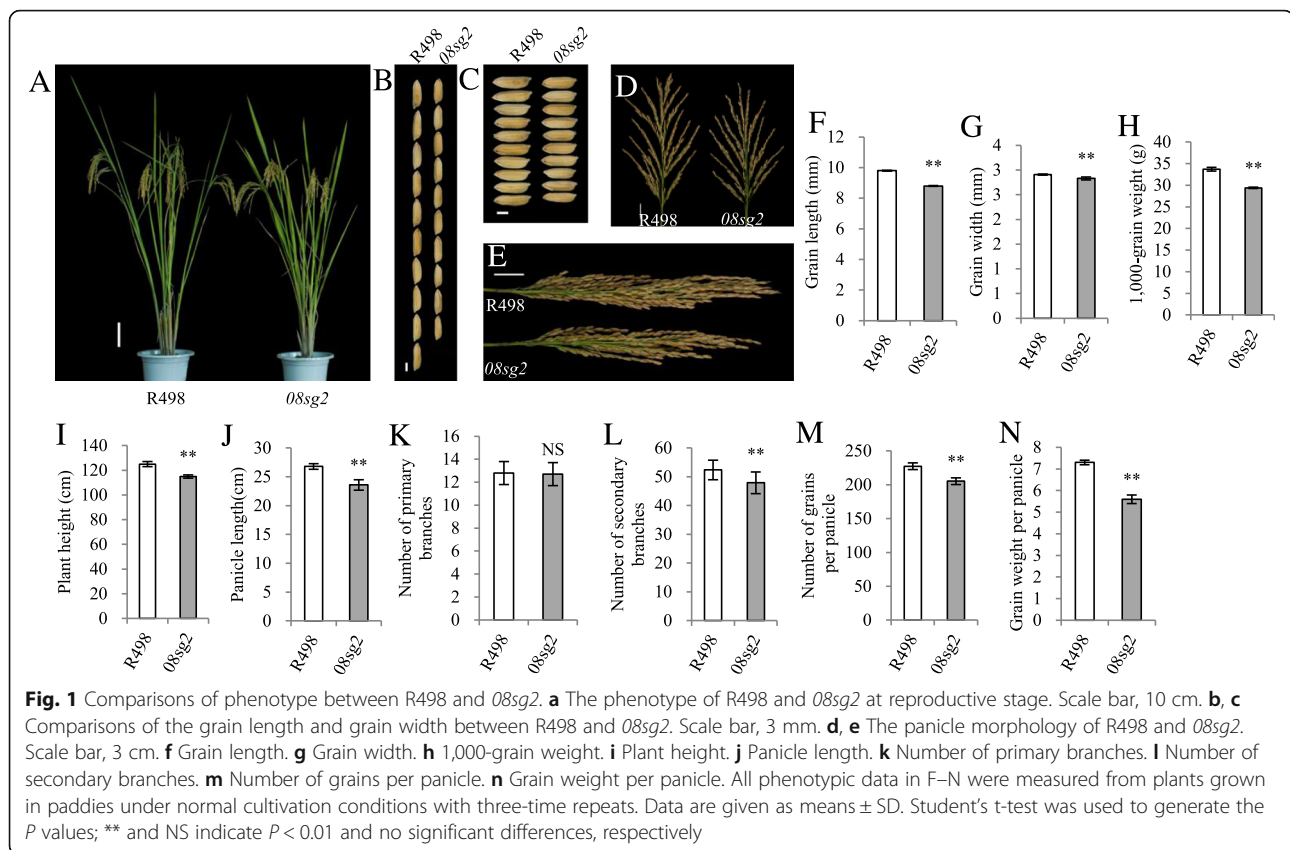 A
B
C
D
E
R498
08sg2
R498
08sg2
R498
08sg2
R498
08sg2
R498
08sg2
F
Grain length (mm)
12
10
8
6
4
2
0
**
R498
08sg2
G
Grain width (mm)
4
3
3
2
2
1
1
0
**
R498
08sg2
H
1,000-grain weight (g)
40
35
30
25
20
15
10
5
0
**
R498
08sg2
I
Plant height (cm)
140
120
100
80
60
40
20
0
**
R498
08sg2
J
Panicle length(cm)
30
25
20
15
10
5
0
**
R498
08sg2
K
Number of primary
branches
16
14
12
10
8
6
4
2
0
NS
R498
08sg2
L
Number of secondary
branches
60
50
40
30
20
10
0
**
R498
08sg2
M
Number of grains
per panicle
250
200
150
100
50
0
**
R498
08sg2
N
Grain weight per panicle
8
7
6
5
4
3
2
1
0
**
R498
08sg2
Fig. 1 Comparisons of phenotype between R498 and 08sg2. a The phenotype of R498 and 08sg2 at reproductive stage. Scale bar, 10 cm. b, c
Comparisons of the grain length and grain width between R498 and 08sg2. Scale bar, 3 mm. d, e The panicle morphology of R498 and 08sg2.
Scale bar, 3 cm. f Grain length. g Grain width. h 1,000-grain weight. i Plant height. j Panicle length. k Number of primary branches. l Number of
secondary branches. m Number of grains per panicle. n Grain weight per panicle. All phenotypic data in F–N were measured from plants grown
in paddies under normal cultivation conditions with three-time repeats. Data are given as means ± SD. Student's t-test was used to generate the
P values; ** and NS indicate P < 0.01 and no significant differences, respectively